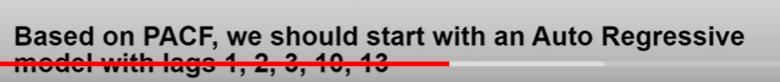 Based on PACF, we should start with an Auto Regressive
model with lags 1, 2, 3, 10, 13